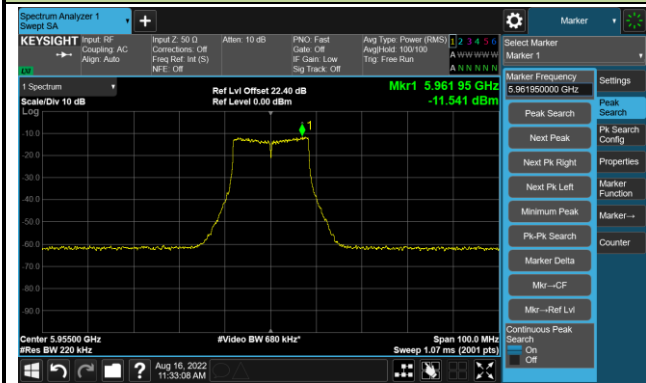 Spectrum Analyzer 1
Swept SA
Marker
KEYSIGHT
Input: RF
Coupling: AC
Align: Auto
Input Z: 50 Ω
Corrections: Off
Freq Ref: Int (S)
NFE: Off
Atten: 10 dB
PNO: Fast
Gate: Off
IF Gain: Low
Sig Track: Off
Avg Type: Power (RMS)
Avg|Hold: 100/100
Trig: Free Run
1 2 3 4 5 6
A W W W W W
A N N N N N
Select Marker
Marker 1
1 Spectrum
Scale/Div 10 dB
Log
Ref Lvl Offset 22.40 dB
Ref Level 0.00 dBm
Mkr1 5.961 95 GHz
-11.541 dBm
Marker Frequency
5.961950000 GHz
Peak Search
Next Peak
Next Pk Right
Next Pk Left
Minimum Peak
Pk-Pk Search
Marker Delta
Mkr→CF
Mkr→Ref Lvl
Continuous Peak
Search
On
Off
Settings
Peak
Search
Pk Search
Config
Properties
Marker
Function
Marker→
Counter
1
-10.0
-20.0
-30.0
-40.0
-50.0
-60.0
-70.0
-80.0
-90.0
Center 5.95500 GHz
#Res BW 220 kHz
#Video BW 680 kHz*
Span 100.0 MHz
Sweep 1.07 ms (2001 pts)
Aug 16, 2022
11:33:08 AM